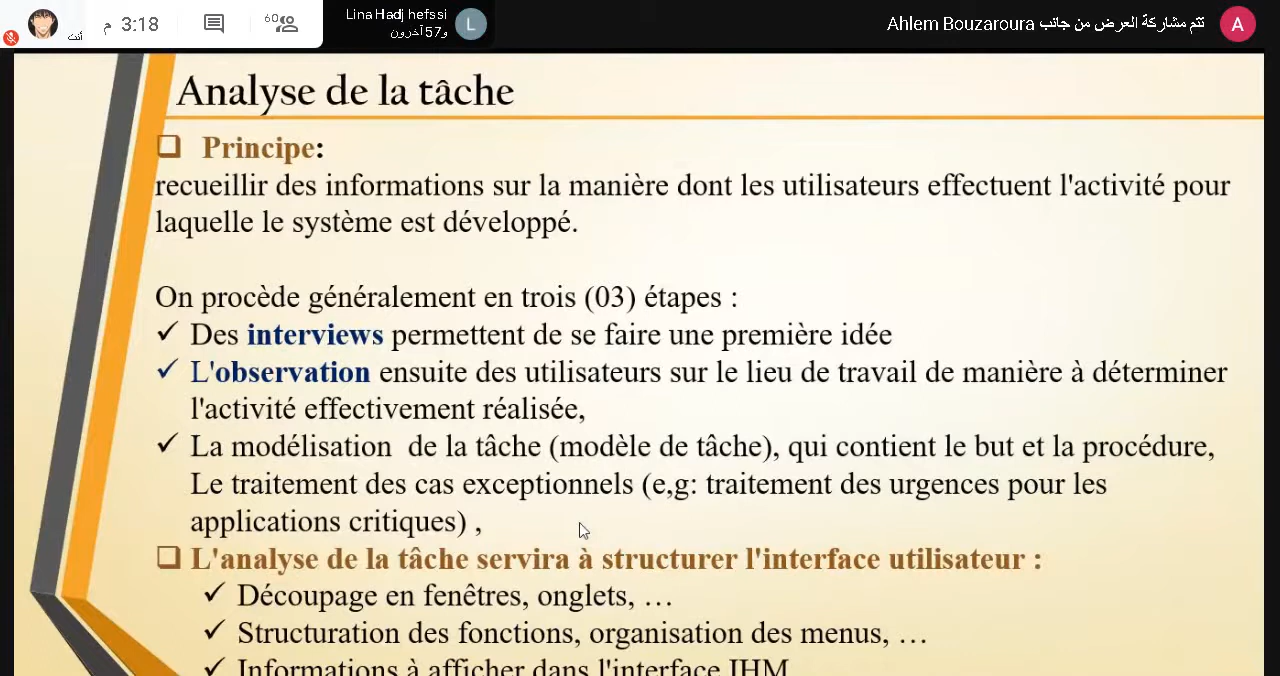 أنت
3:18 م
60
Lina Hadj hefssi
و57 آخرون
L
تتم مشاركة العرض من جانب Ahlem Bouzaroura
A
Analyse de la tâche
Principe:
recueillir des informations sur la manière dont les utilisateurs effectuent l'activité pour
laquelle le système est développé.
On procède généralement en trois (03) étapes :
✓ Des interviews permettent de se faire une première idée
✓ L'observation ensuite des utilisateurs sur le lieu de travail de manière à déterminer
l'activité effectivement réalisée,
✓ La modélisation de la tâche (modèle de tâche), qui contient le but et la procédure,
Le traitement des cas exceptionnels (e,g: traitement des urgences pour les
applications critiques) ,
L'analyse de la tâche servira à structurer l'interface utilisateur :
✓ Découpage en fenêtres, onglets, …
✓ Structuration des fonctions, organisation des menus, …
✓ Informations à afficher dans l'interface IHM